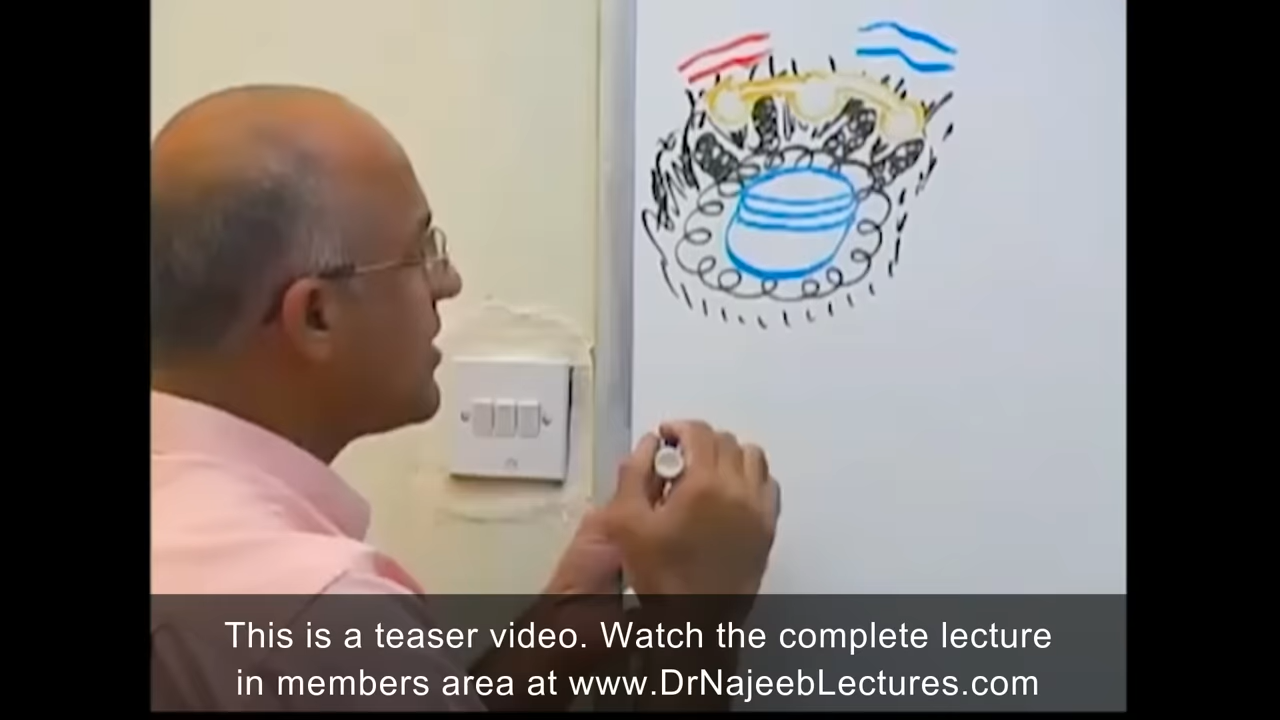 This is a teaser video. Watch the complete lecture
in members area at www.DrNajeebLectures.com